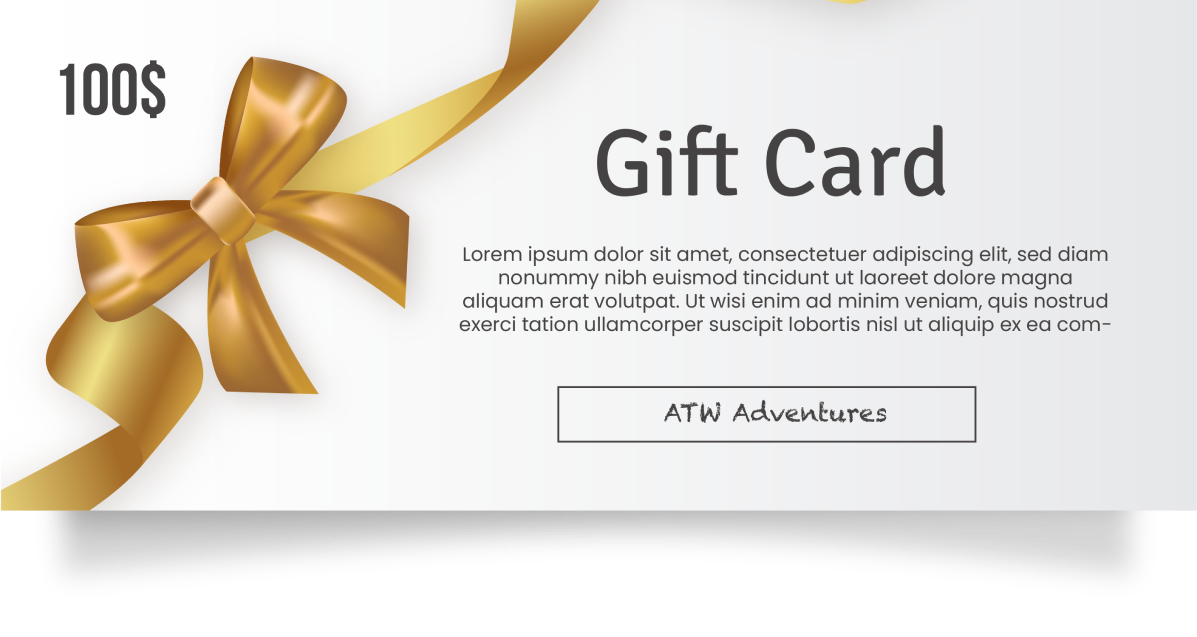 100$
Gift Card
Lorem ipsum dolor sit amet, consectetuer adipiscing elit, sed diam
nonummy nibh euismod tincidunt ut laoreet dolore magna
aliquam erat volutpat. Ut wisi enim ad minim veniam, quis nostrud
exerci tation ullamcorper suscipit lobortis nisl ut aliquip ex ea com-
ATW Adventures